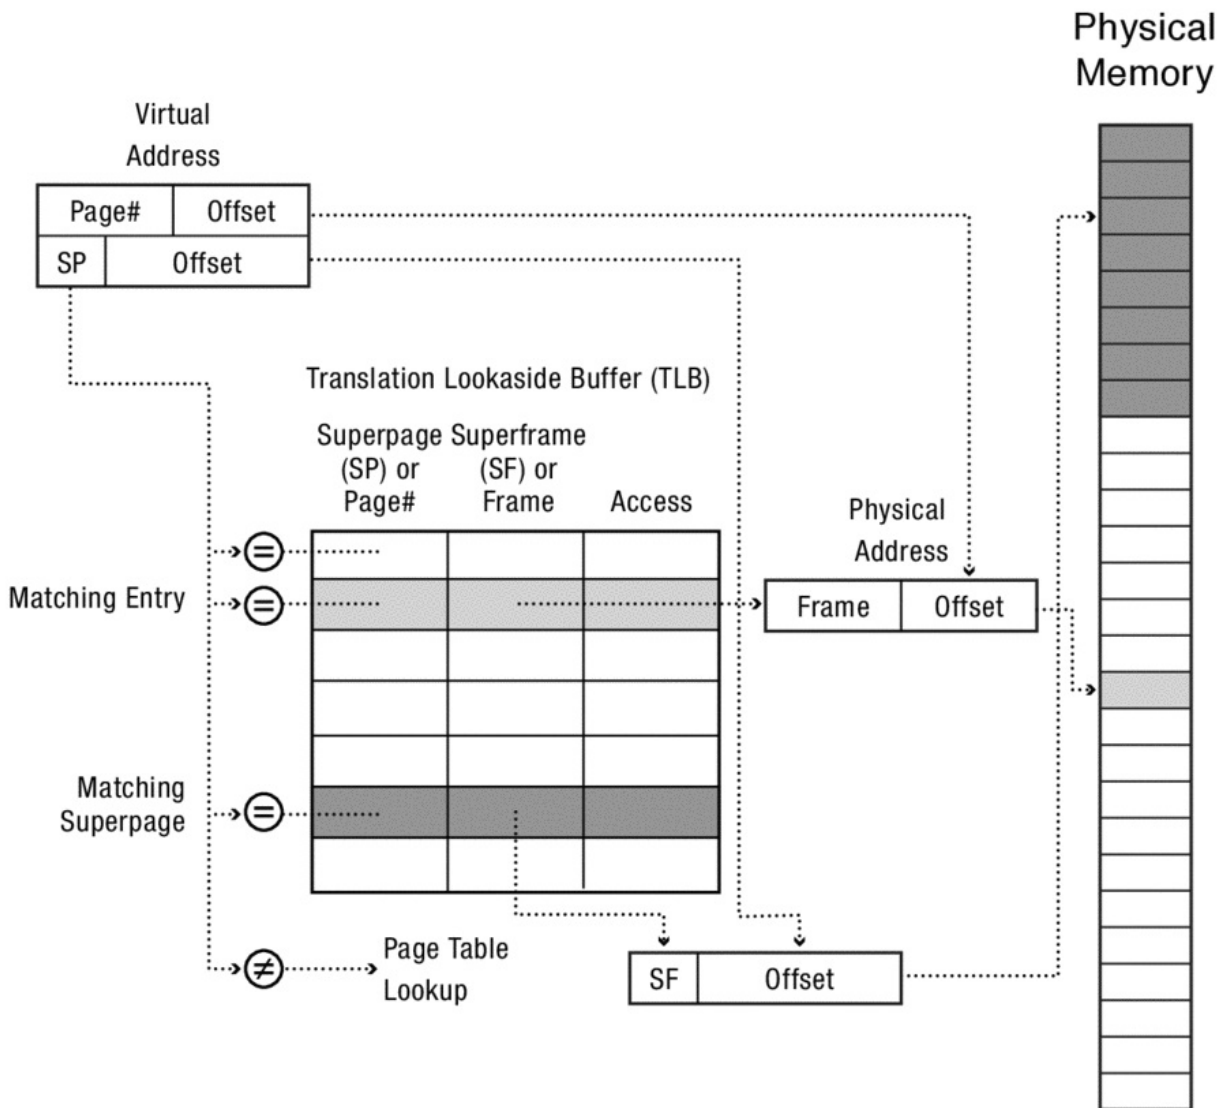 Physical
Memory
Virtual
Address
Page# Offset
SP Offset
Translation Lookaside Buffer (TLB)
Superpage Superframe
(SP) or (SF) or
Page# Frame Access
Physical
Address
=
Matching Entry =
Frame Offset
Matching
Superpage
=
Page Table
Lookup
≠
SF Offset